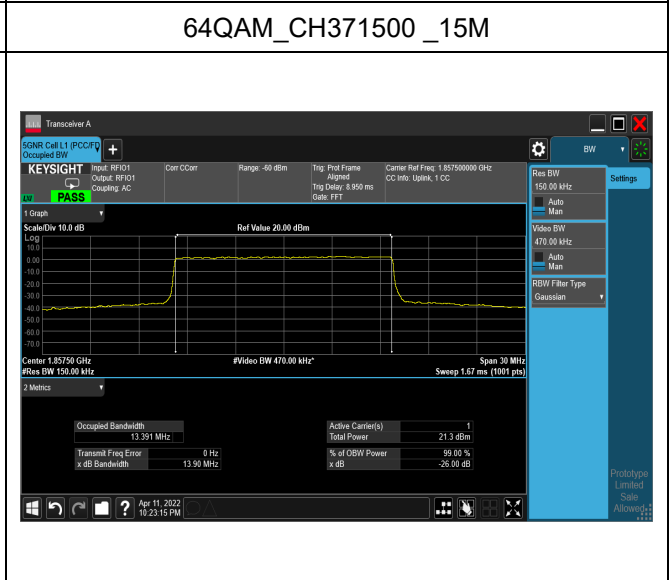 64QAM_CH371500 _15M
Transceiver A
5GNR Cell L1 (PCC/FD
Occupied BW
+
BW
KEYSIGHT
LV
PASS
Input: RFIO1
Output: RFIO1
Coupling: AC
Corr CCorr
Range: -60 dBm
Trig: Prot Frame
Aligned
Trig Delay: 8.950 ms
Gate: FFT
Carrier Ref Freq: 1.857500000 GHz
CC Info: Uplink, 1 CC
1 Graph
Scale/Div 10.0 dB
Ref Value 20.00 dBm
Log
10.0
0.00
-10.0
-20.0
-30.0
-40.0
-50.0
-60.0
-70.0
Center 1.85750 GHz
#Video BW 470.00 kHz*
Span 30 MHz
#Res BW 150.00 kHz
Sweep 1.67 ms (1001 pts)
2 Metrics
Occupied Bandwidth
13.391 MHz
Transmit Freq Error 0 Hz
x dB Bandwidth 13.90 MHz
Active Carrier(s) 1
Total Power 21.3 dBm
% of OBW Power 99.00 %
x dB -26.00 dB
Res BW
150.00 kHz
Auto
Man
Video BW
470.00 kHz
Auto
Man
RBW Filter Type
Gaussian
Settings
Prototype
Limited
Sale
Allowed
?
Apr 11, 2022
10:23:15 PM